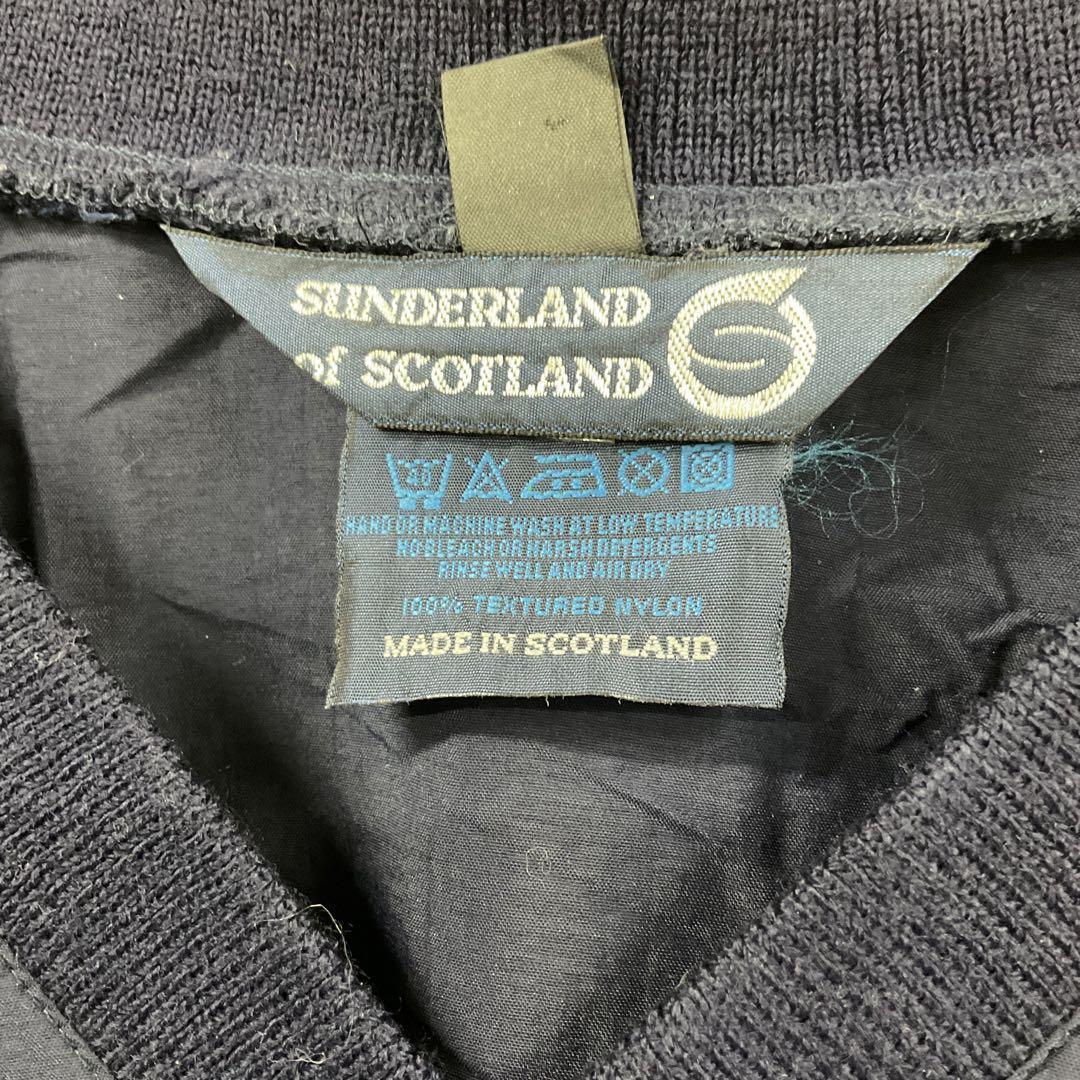 SUNDERLAND
of SCOTLAND
30
HAND OR MACHINE WASH AT LOW TEMPERATURE
NO BLEACH OR HARSH DETERGENTS
RINSE WELL AND AIR DRY
100% TEXTURED NYLON
MADE IN SCOTLAND